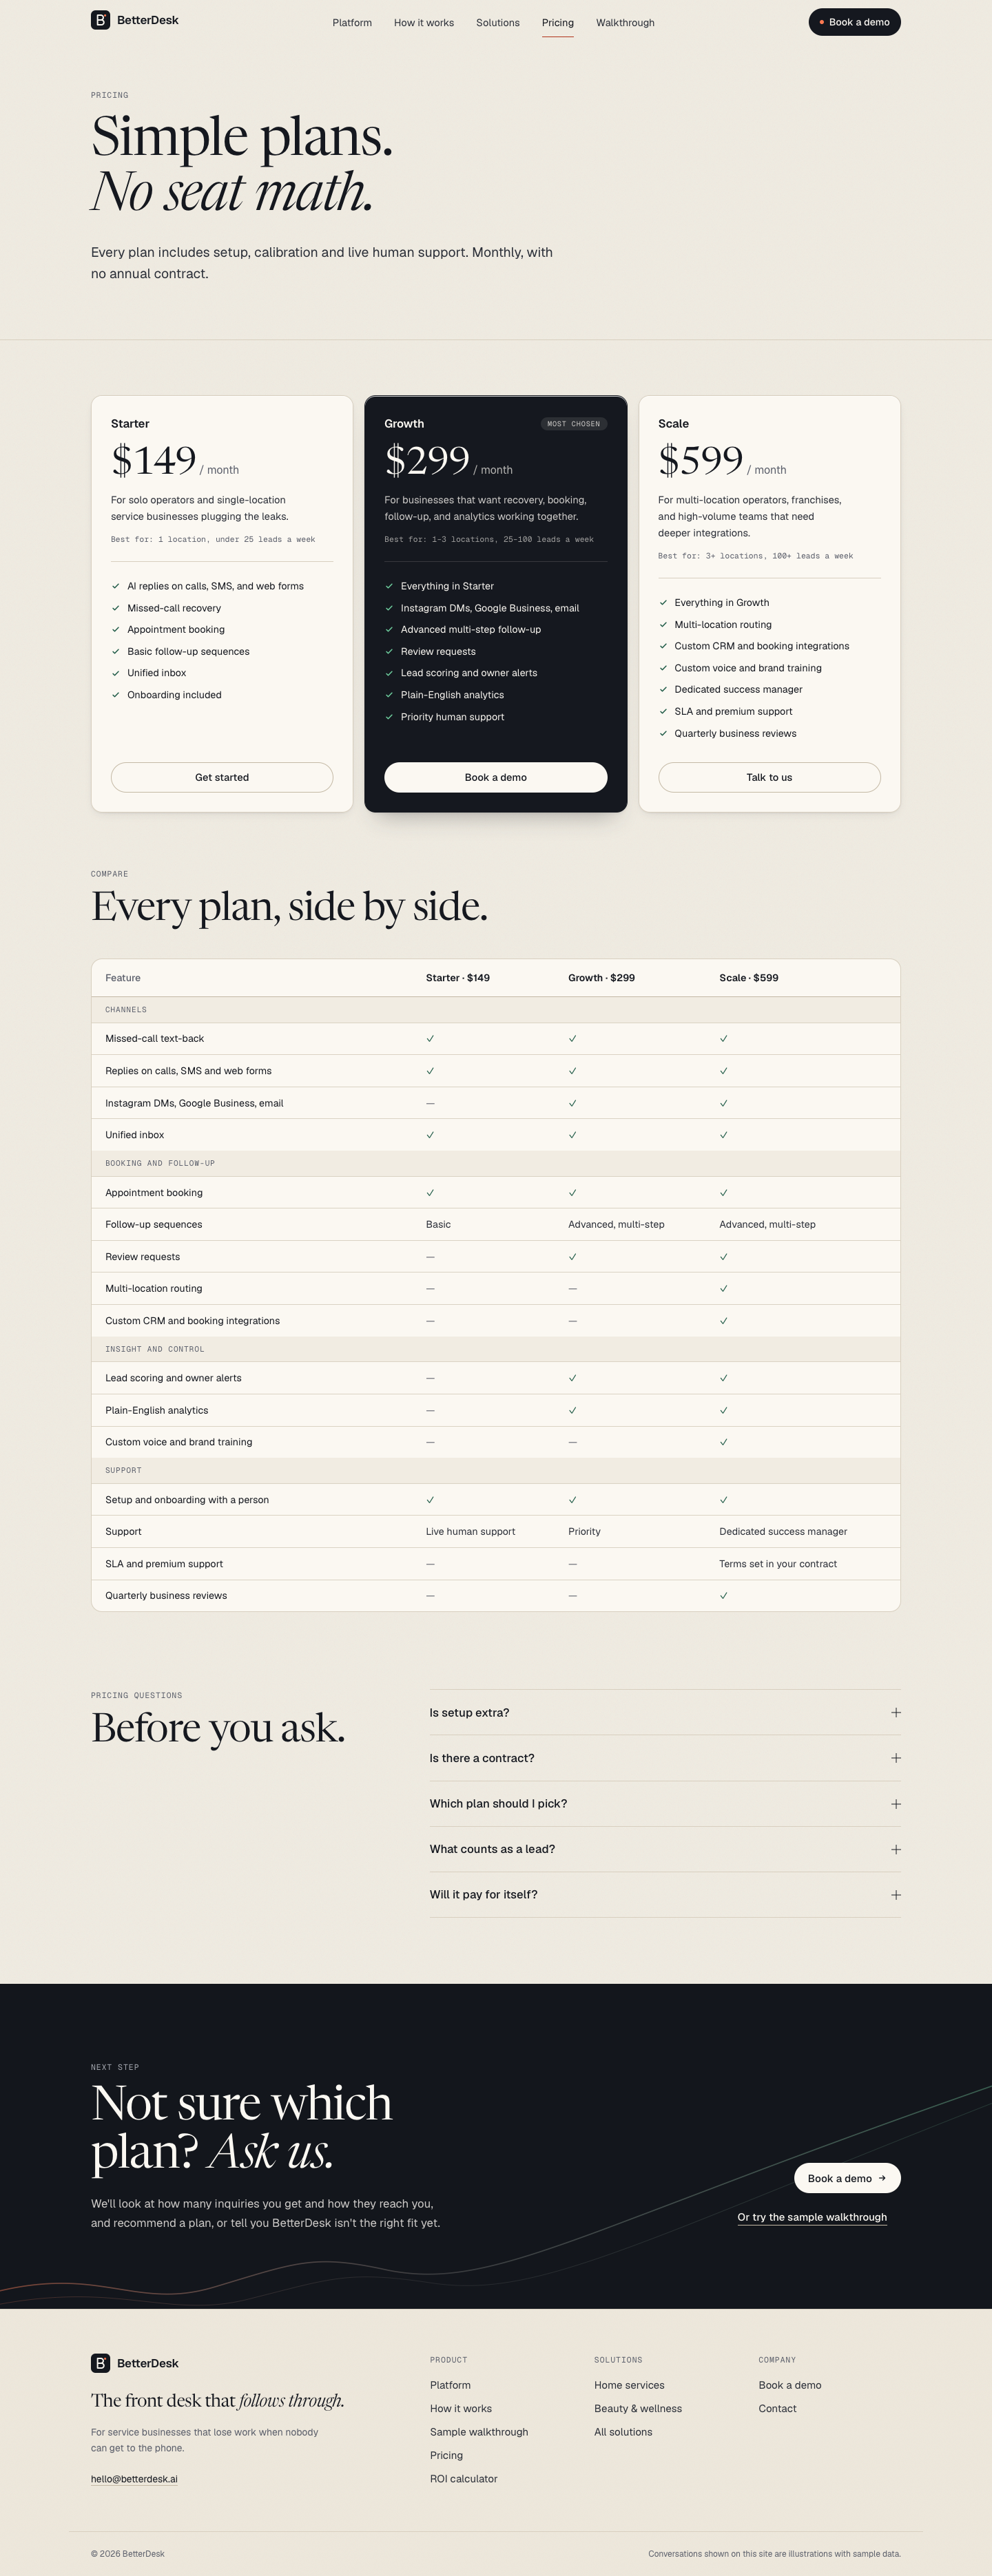 BetterDesk
Platform
How it works
Solutions
Pricing
Walkthrough
Book a demo
PRICING
Simple plans.
No seat math.
Every plan includes setup, calibration and live human support. Monthly, with
no annual contract.
Starter
$149 / month
For solo operators and single-location
service businesses plugging the leaks.
Best for: 1 location, under 25 leads a week
AI replies on calls, SMS, and web forms
Missed-call recovery
Appointment booking
Basic follow-up sequences
Unified inbox
Onboarding included
Get started
Growth
MOST CHOSEN
$299 / month
For businesses that want recovery, booking,
follow-up, and analytics working together.
Best for: 1–3 locations, 25–100 leads a week
Everything in Starter
Instagram DMs, Google Business, email
Advanced multi-step follow-up
Review requests
Lead scoring and owner alerts
Plain-English analytics
Priority human support
Book a demo
Scale
$599 / month
For multi-location operators, franchises,
and high-volume teams that need
deeper integrations.
Best for: 3+ locations, 100+ leads a week
Everything in Growth
Multi-location routing
Custom CRM and booking integrations
Custom voice and brand training
Dedicated success manager
SLA and premium support
Quarterly business reviews
Talk to us
COMPARE
Every plan, side by side.
Feature Starter · $149 Growth · $299 Scale · $599
CHANNELS
Missed-call text-back ✓ ✓ ✓
Replies on calls, SMS and web forms ✓ ✓ ✓
Instagram DMs, Google Business, email — ✓ ✓
Unified inbox ✓ ✓ ✓
BOOKING AND FOLLOW-UP
Appointment booking ✓ ✓ ✓
Follow-up sequences Basic Advanced, multi-step Advanced, multi-step
Review requests — ✓ ✓
Multi-location routing — — ✓
Custom CRM and booking integrations — — ✓
INSIGHT AND CONTROL
Lead scoring and owner alerts — ✓ ✓
Plain-English analytics — ✓ ✓
Custom voice and brand training — — ✓
SUPPORT
Setup and onboarding with a person ✓ ✓ ✓
Support Live human support Priority Dedicated success manager
SLA and premium support — — Terms set in your contract
Quarterly business reviews — — ✓
PRICING QUESTIONS
Before you ask.
Is setup extra?
Is there a contract?
Which plan should I pick?
What counts as a lead?
Will it pay for itself?
NEXT STEP
Not sure which
plan? Ask us.
We'll look at how many inquiries you get and how they reach you,
and recommend a plan, or tell you BetterDesk isn't the right fit yet.
Book a demo →
Or try the sample walkthrough
BetterDesk
The front desk that follows through.
For service businesses that lose work when nobody
can get to the phone.
hello@betterdesk.ai
PRODUCT
Platform
How it works
Sample walkthrough
Pricing
ROI calculator
SOLUTIONS
Home services
Beauty & wellness
All solutions
COMPANY
Book a demo
Contact
© 2026 BetterDesk
Conversations shown on this site are illustrations with sample data.